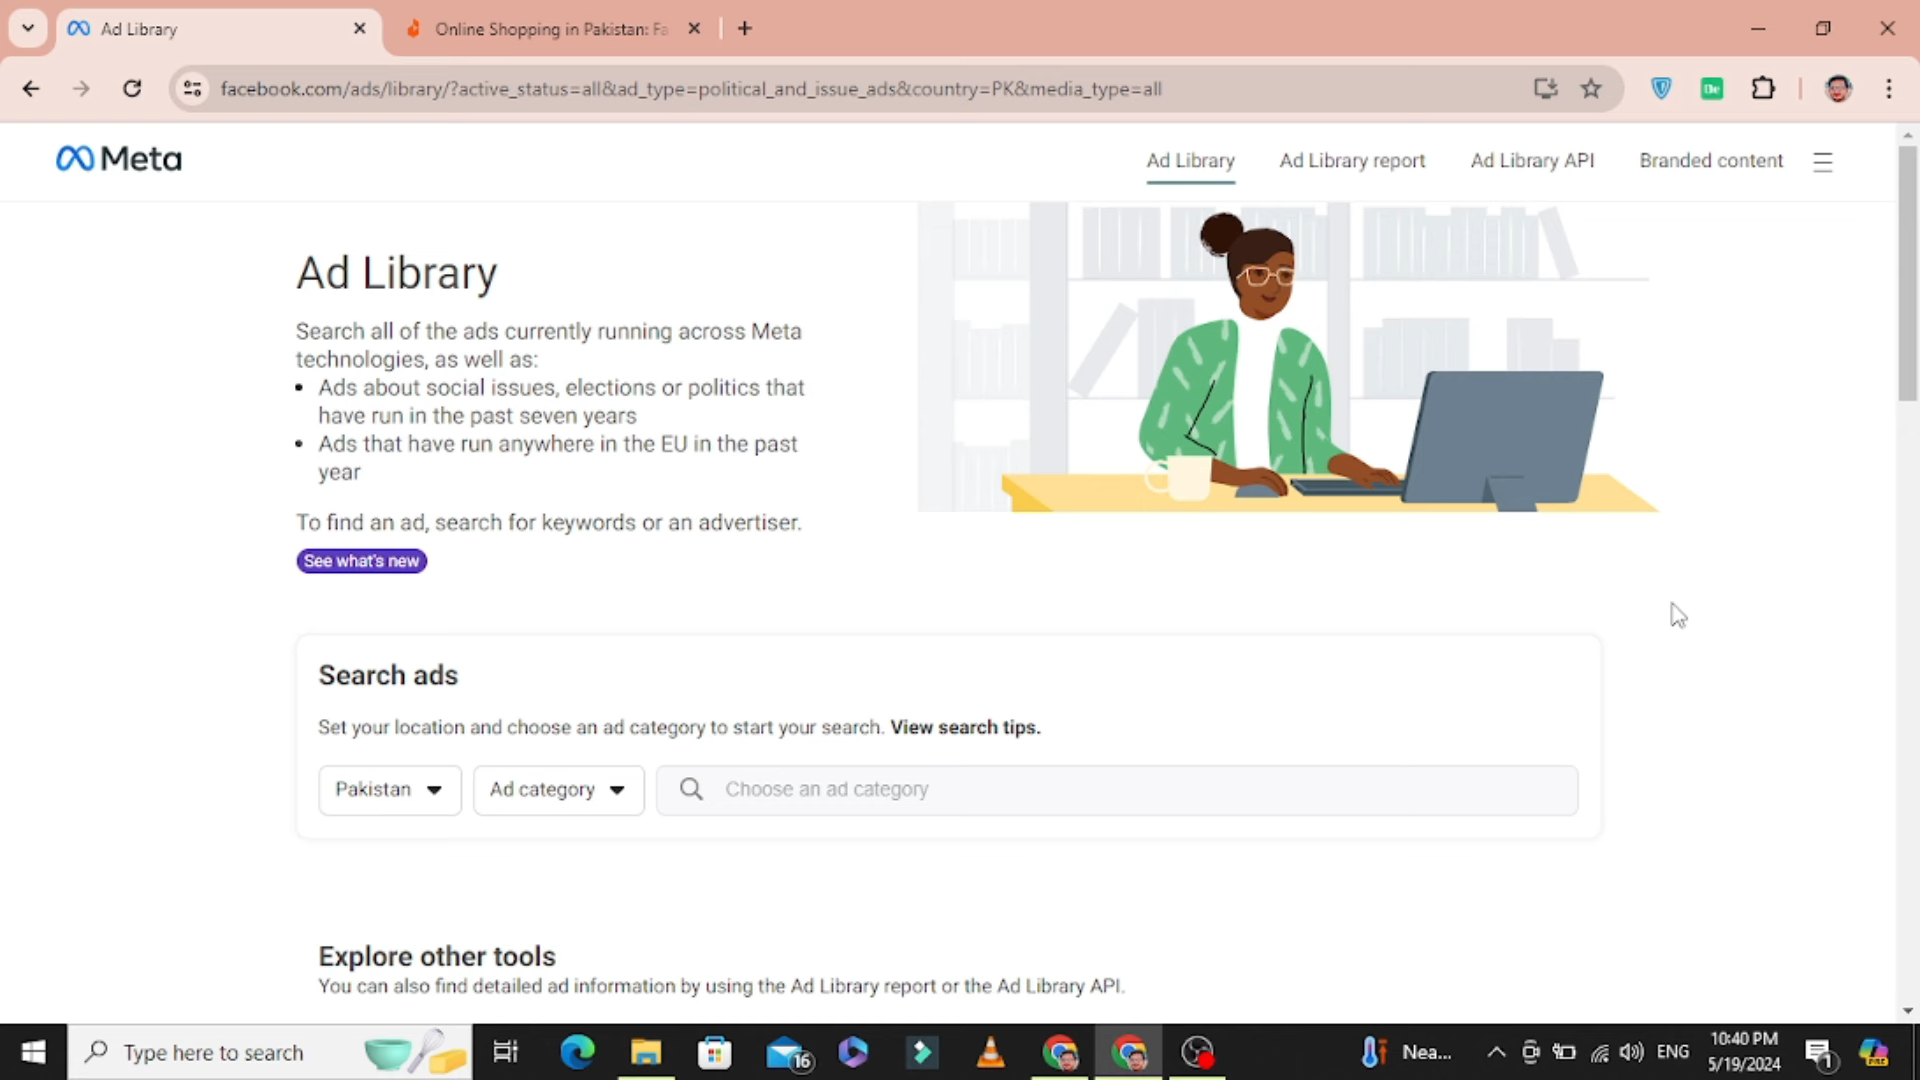 Ad Library
Online Shopping in Pakistan: Fa
facebook.com/ads/library/?active_status=all&ad_type=political_and_issue_ads&country=PK&media_type=all
De
Meta
Ad Library
Ad Library report
Ad Library API
Branded content
Ad Library
Search all of the ads currently running across Meta
technologies, as well as:
• Ads about social issues, elections or politics that
have run in the past seven years
• Ads that have run anywhere in the EU in the past
year
To find an ad, search for keywords or an advertiser.
See what's new
Search ads
Set your location and choose an ad category to start your search. View search tips.
Pakistan
Ad category
Choose an ad category
Explore other tools
You can also find detailed ad information by using the Ad Library report or the Ad Library API.
Type here to search
16
Nea...
ENG
10:40 PM
5/19/2024
1
PRE